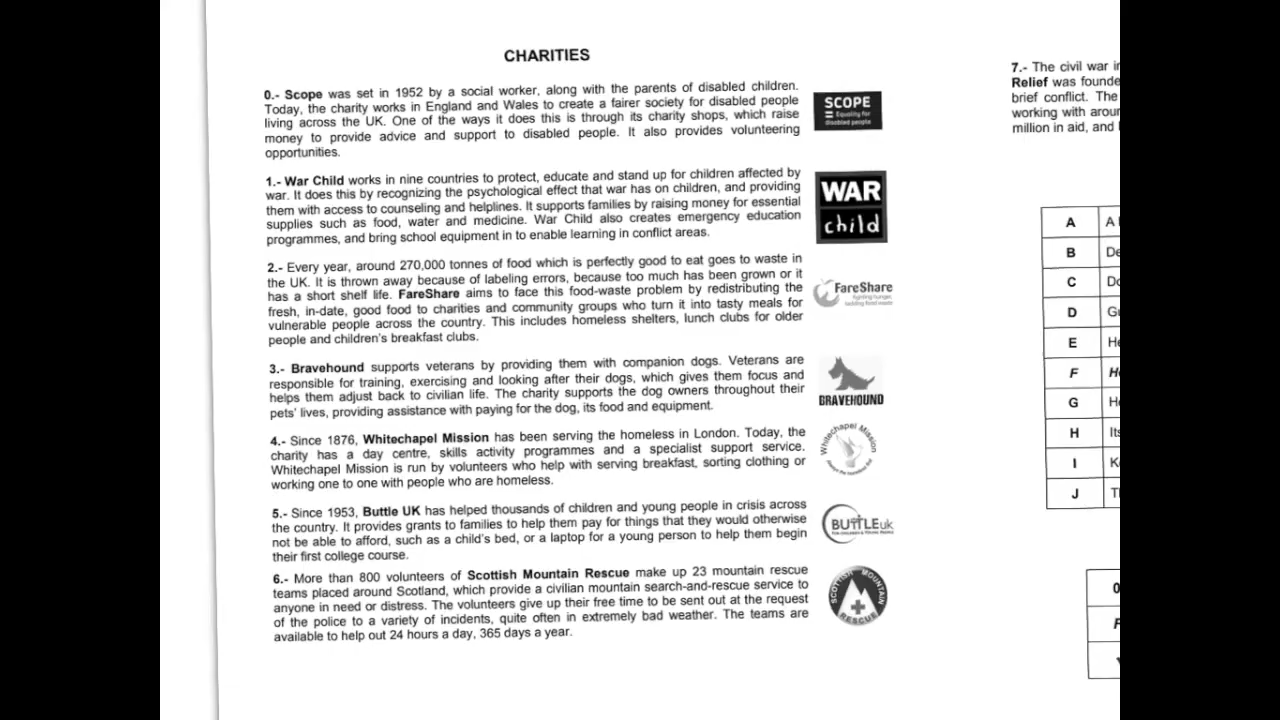 CHARITIES
0.- Scope was set in 1952 by a social worker, along with the parents of disabled children.
Today, the charity works in England and Wales to create a fairer society for disabled people
living across the UK. One of the ways it does this is through its charity shops, which raise
money to provide advice and support to disabled people. It also provides volunteering
opportunities.
SCOPE
= Equality for
disabled people
1.- War Child works in nine countries to protect, educate and stand up for children affected by
war. It does this by recognizing the psychological effect that war has on children, and providing
them with access to counseling and helplines. It supports families by raising money for essential
supplies such as food, water and medicine. War Child also creates emergency education
programmes, and bring school equipment in to enable learning in conflict areas.
WAR
child
2.- Every year, around 270,000 tonnes of food which is perfectly good to eat goes to waste in
the UK. It is thrown away because of labeling errors, because too much has been grown or it
has a short shelf life. FareShare aims to face this food-waste problem by redistributing the
fresh, in-date, good food to charities and community groups who turn it into tasty meals for
vulnerable people across the country. This includes homeless shelters, lunch clubs for older
people and children's breakfast clubs.
FareShare
fighting hunger,
tackling food waste
3.- Bravehound supports veterans by providing them with companion dogs. Veterans are
responsible for training, exercising and looking after their dogs, which gives them focus and
helps them adjust back to civilian life. The charity supports the dog owners throughout their
pets' lives, providing assistance with paying for the dog, its food and equipment.
BRAVEHOUND
4.- Since 1876, Whitechapel Mission has been serving the homeless in London. Today, the
charity has a day centre, skills activity programmes and a specialist support service.
Whitechapel Mission is run by volunteers who help with serving breakfast, sorting clothing or
working one to one with people who are homeless.
Whitechapel Mission
5.- Since 1953, Buttle UK has helped thousands of children and young people in crisis across
the country. It provides grants to families to help them pay for things that they would otherwise
not be able to afford, such as a child's bed, or a laptop for a young person to help them begin
their first college course.
BUTTLEUK
6.- More than 800 volunteers of Scottish Mountain Rescue make up 23 mountain rescue
teams placed around Scotland, which provide a civilian mountain search-and-rescue service to
anyone in need or distress. The volunteers give up their free time to be sent out at the request
of the police to a variety of incidents, quite often in extremely bad weather. The teams are
available to help out 24 hours a day, 365 days a year.
SCOTTISH MOUNTAIN
RESCUE
7.- The civil war i
Relief was founde
brief conflict. The
working with arou
million in aid, and
A A
B De
C Do
D Gu
E He
F He
G He
H Its
I K
J T
0
F